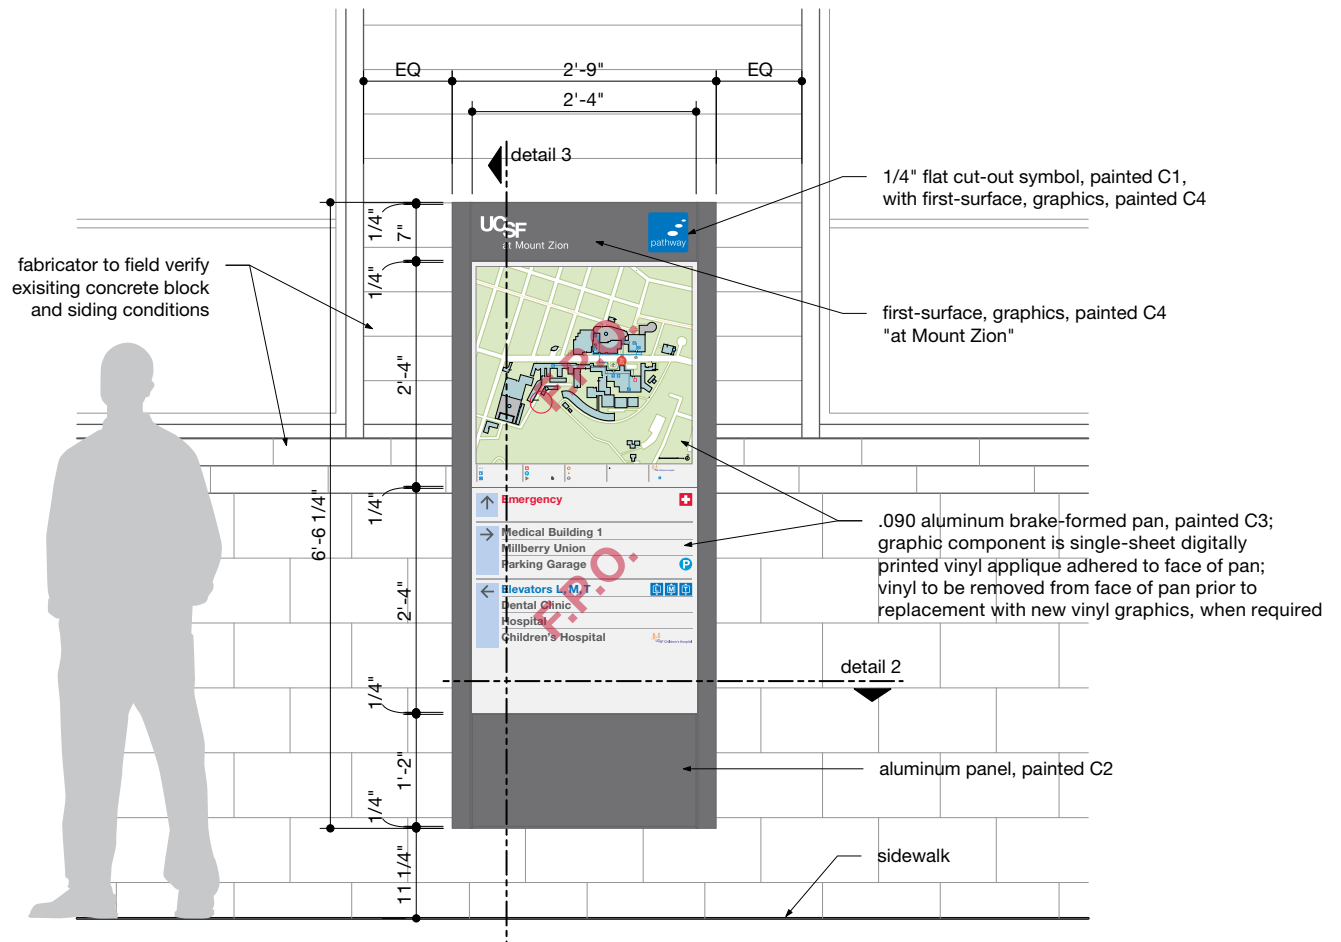 EQ
2'-9"
EQ
2'-4"
detail 3
1/4"
7"
1/4"
2'-4"
1/4"
6'-6 1/4"
2'-4"
1/4"
1'-2"
1/4"
11 1/4"
fabricator to field verify
exisiting concrete block
and siding conditions
UCSF
at Mount Zion
pathway
F.P.O.
Emergency
Medical Building 1
Millberry Union
Parking Garage
P
Elevators L, M, T
L M T
Dental Clinic
Hospital
Children's Hospital
F.P.O.
1/4" flat cut-out symbol, painted C1,
with first-surface, graphics, painted C4
first-surface, graphics, painted C4
"at Mount Zion"
.090 aluminum brake-formed pan, painted C3;
graphic component is single-sheet digitally
printed vinyl applique adhered to face of pan;
vinyl to be removed from face of pan prior to
replacement with new vinyl graphics, when required
detail 2
aluminum panel, painted C2
sidewalk